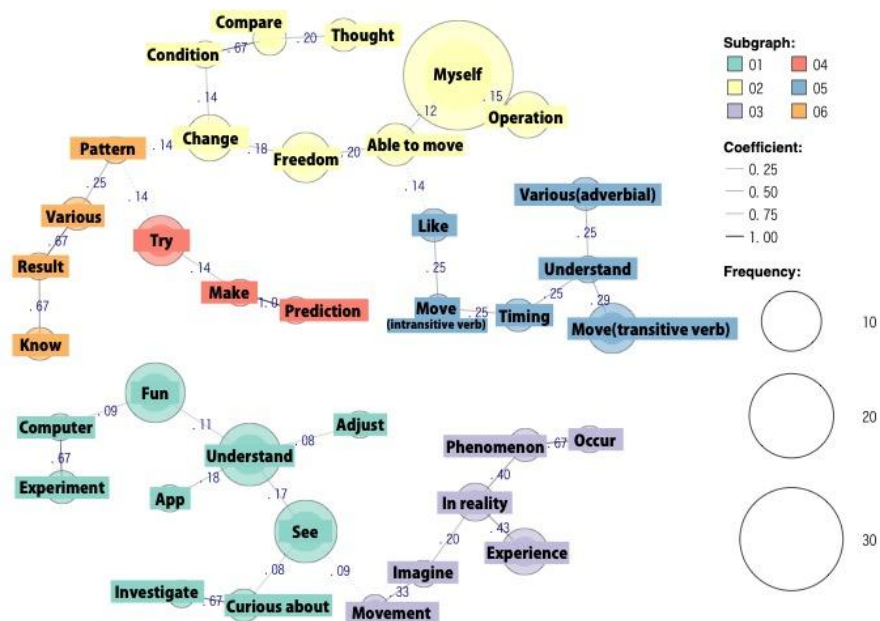 Compare
.20
Thought
Condition
.67
Myself
.15
.12
Operation
.14
Change
.14
.18
Freedom
.20
Able to move
Pattern
.25
.14
Various
.67
Result
.67
Know
Try
.14
Make
1.0
Prediction
.14
Like
.25
Move
(intransitive verb)
.25
Timing
.25
Various(adverbial)
.25
Understand
.29
Move(transitive verb)
Fun
.09
.11
Computer
.67
Experiment
Understand
.08
Adjust
.18
App
.17
See
.08
.09
Investigate
.67
Curious about
Phenomenon
.67
Occur
.40
In reality
.43
Experience
.20
Imagine
.33
Movement
Subgraph:
01 04
02 05
03 06
Coefficient:
0.25
0.50
0.75
1.00
Frequency:
10
20
30